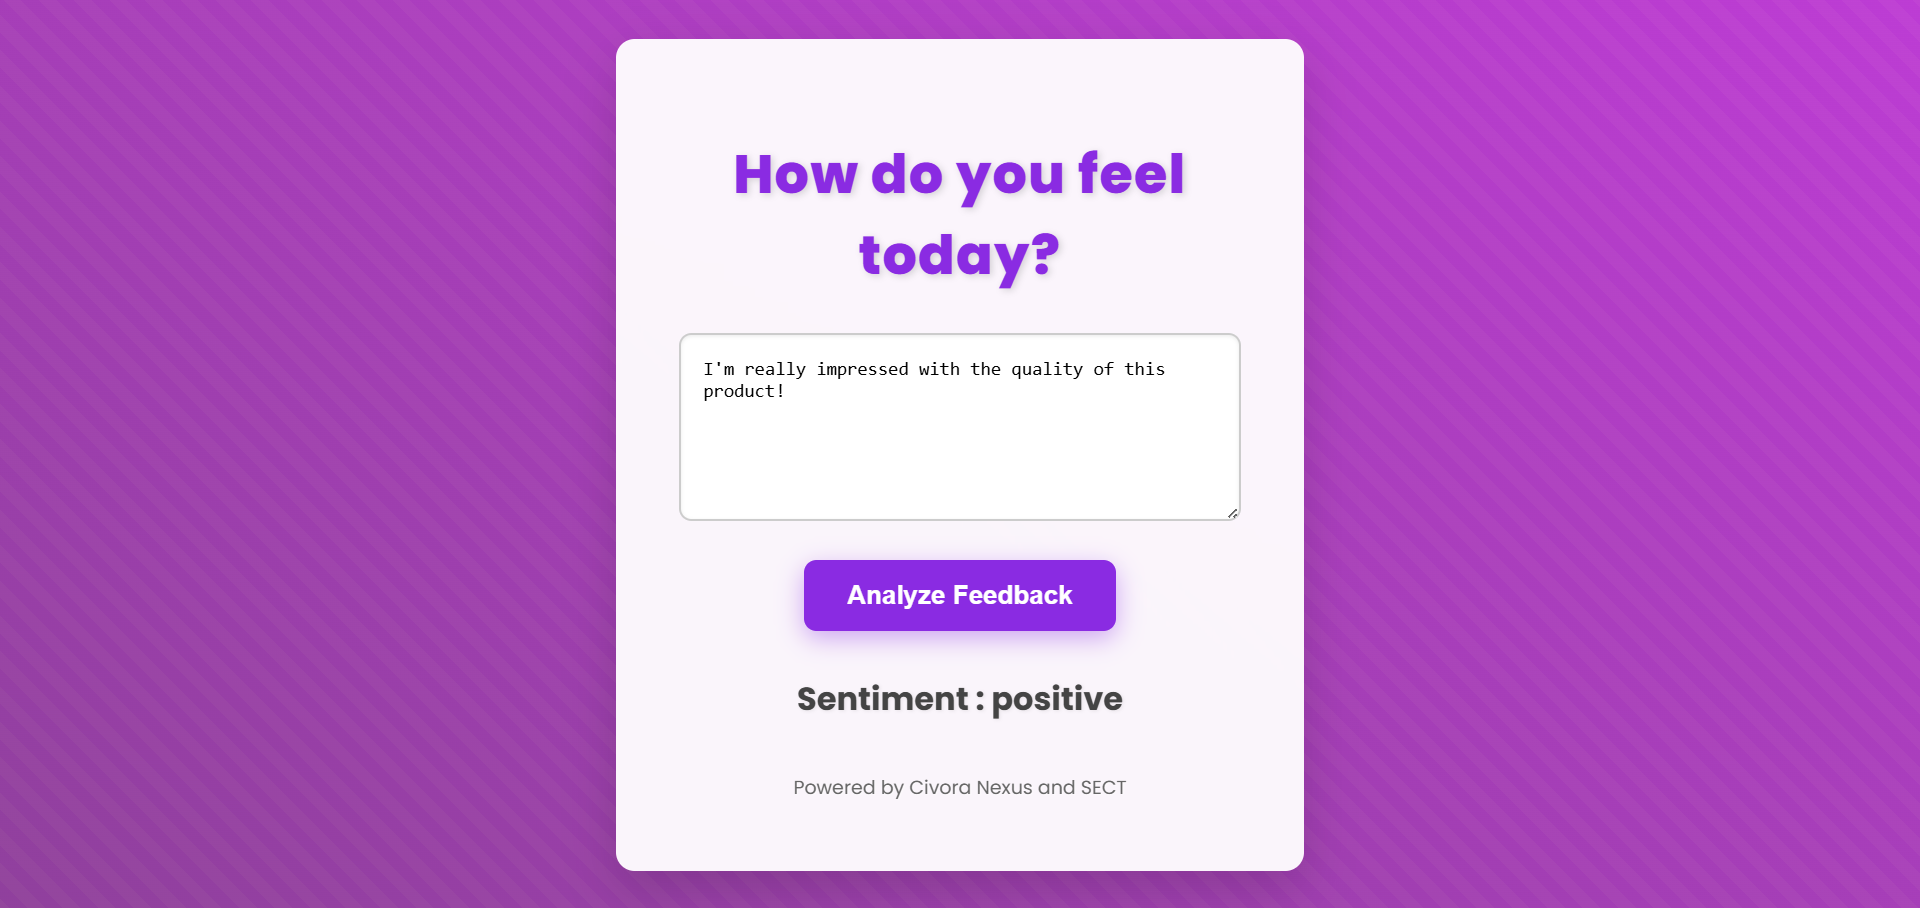 How do you feel
today?
I'm really impressed with the quality of this
product!
Analyze Feedback
Sentiment : positive
Powered by Civora Nexus and SECT